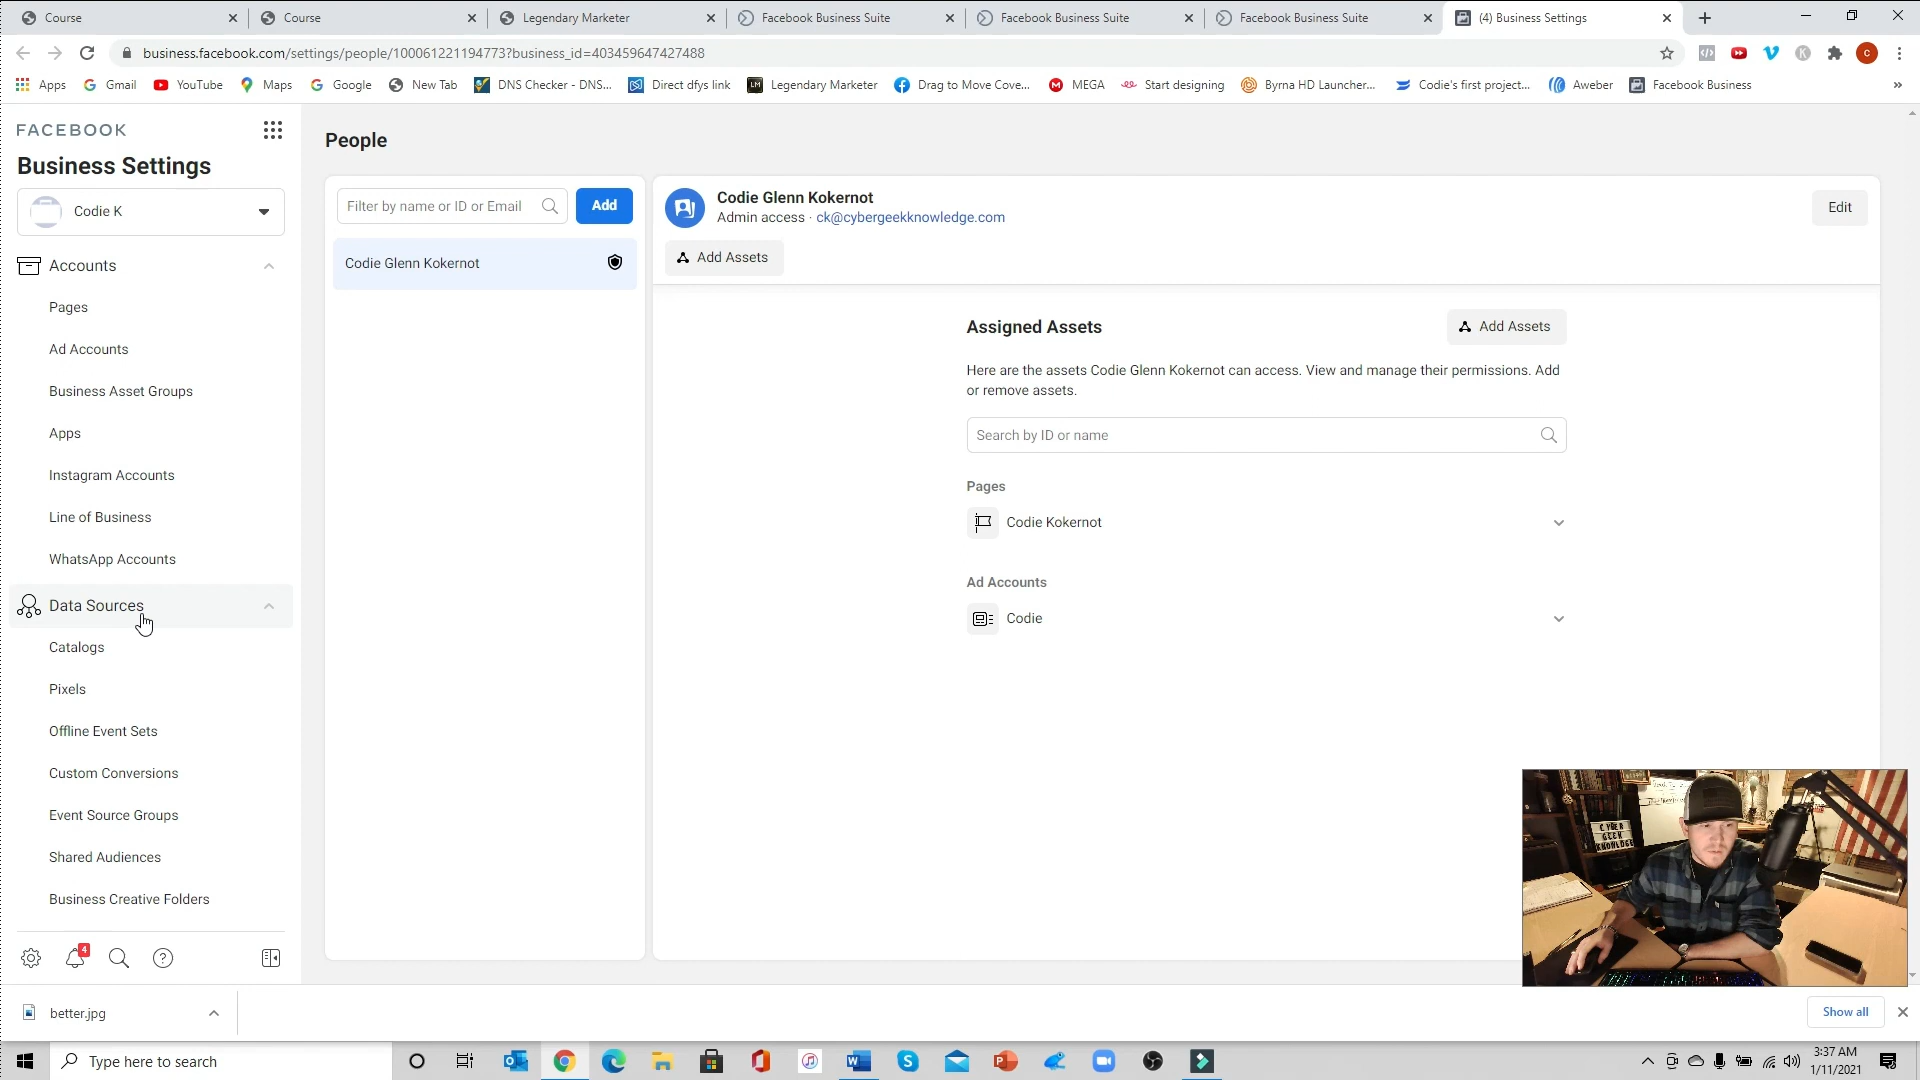 Course
Course
Legendary Marketer
Facebook Business Suite
Facebook Business Suite
Facebook Business Suite
(4) Business Settings
business.facebook.com/settings/people/100061221194773?business_id=403459647427488
C
Apps
Gmail
YouTube
Maps
Google
New Tab
DNS Checker - DNS...
Direct dfys link
LM
Legendary Marketer
Drag to Move Cove...
MEGA
Start designing
Byrna HD Launcher...
Codie's first project...
Aweber
Facebook Business
FACEBOOK
Business Settings
Codie K
Accounts
Pages
Ad Accounts
Business Asset Groups
Apps
Instagram Accounts
Line of Business
WhatsApp Accounts
Data Sources
Catalogs
Pixels
Offline Event Sets
Custom Conversions
Event Source Groups
Shared Audiences
Business Creative Folders
4
People
Filter by name or ID or Email
Add
Codie Glenn Kokernot
Codie Glenn Kokernot
Admin access · ck@cybergeekknowledge.com
Edit
Add Assets
Assigned Assets
Add Assets
Here are the assets Codie Glenn Kokernot can access. View and manage their permissions. Add
or remove assets.
Search by ID or name
Pages
Codie Kokernot
Ad Accounts
Codie
CYBER
GEEK
KNOWLEDGE
better.jpg
Show all
Type here to search
3:37 AM
1/11/2021